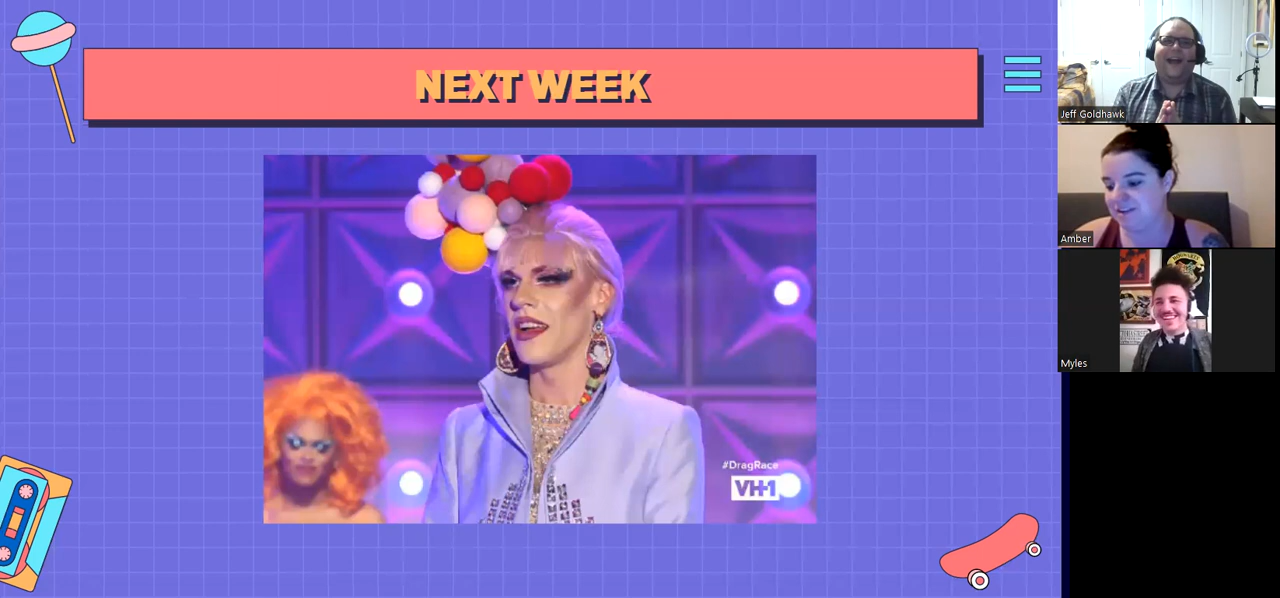 NEXT WEEK
#DragRace
VH1
Jeff Goldhawk
Amber
Myles